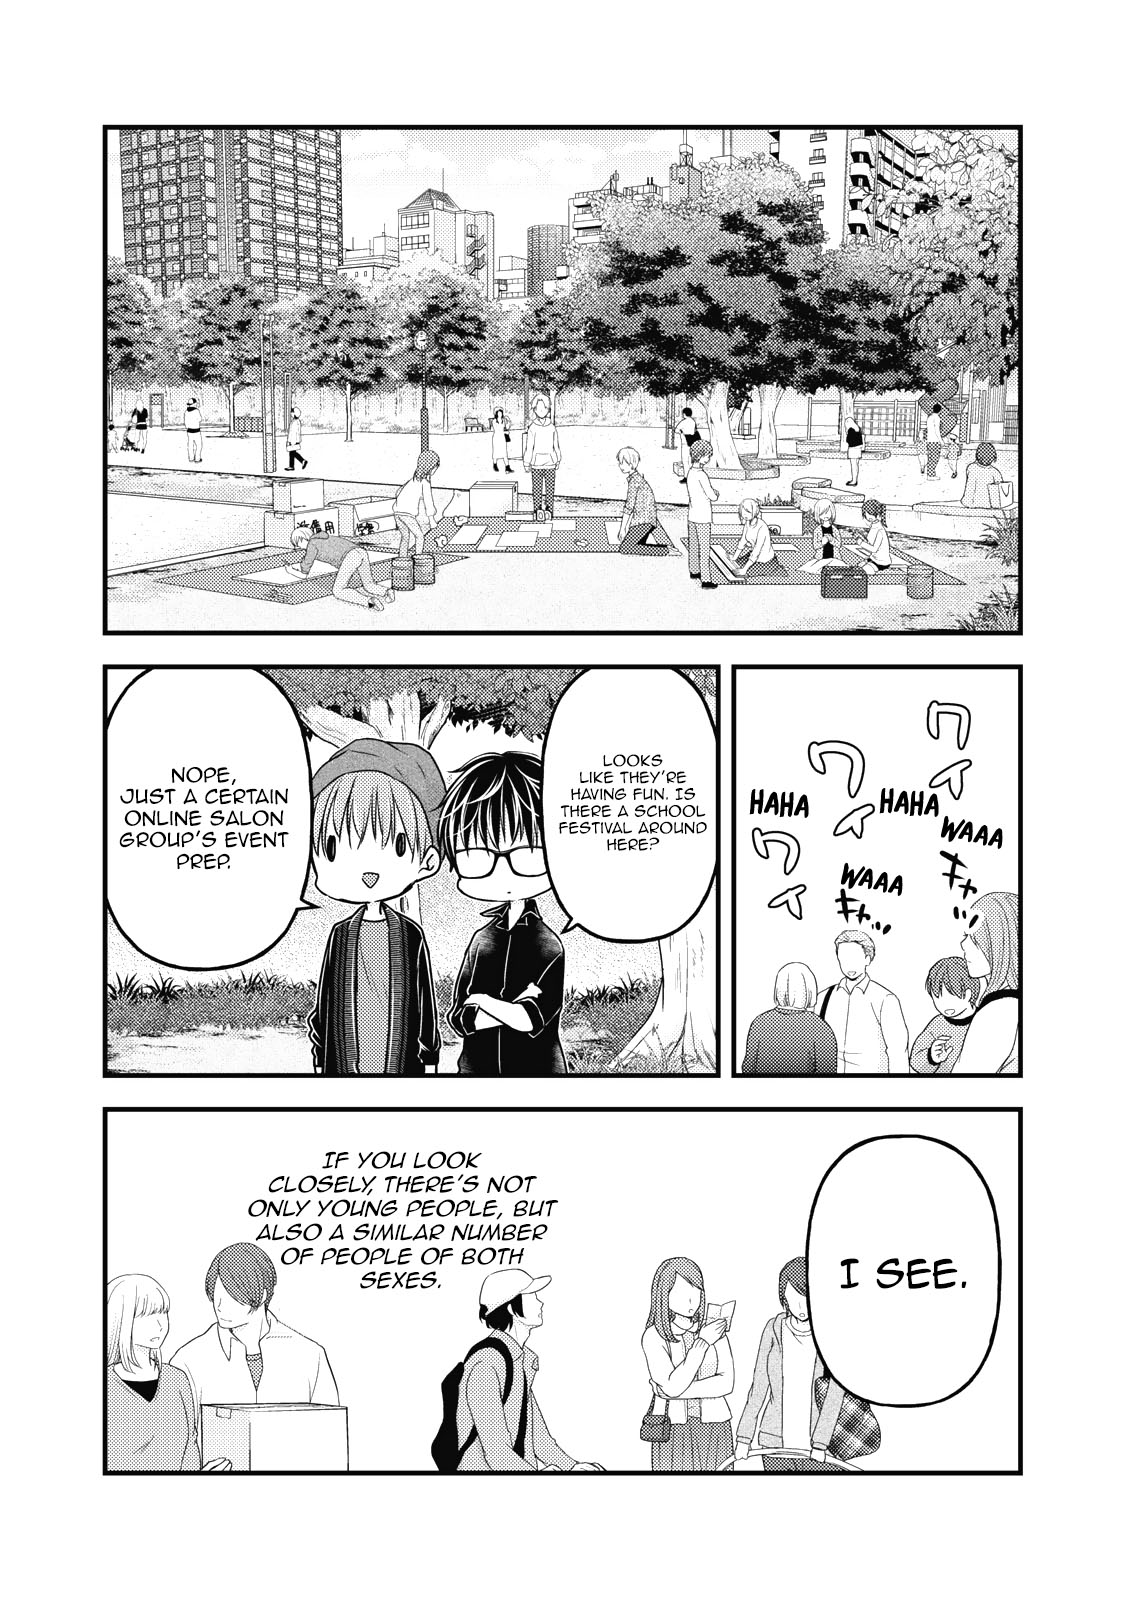 ワイ
HAHA
WAAA
キャ…
ワイ
HAHA
WAAA
キャ…
ワイ
LOOKS
LIKE THEY'RE
HAVING FUN. IS
THERE A SCHOOL
FESTIVAL AROUND
HERE?
NOPE,
JUST A CERTAIN
ONLINE SALON
GROUP'S EVENT
PREP.
I SEE.
IF YOU LOOK
CLOSELY, THERE'S NOT
ONLY YOUNG PEOPLE, BUT
ALSO A SIMILAR NUMBER
OF PEOPLE OF BOTH
SEXES.